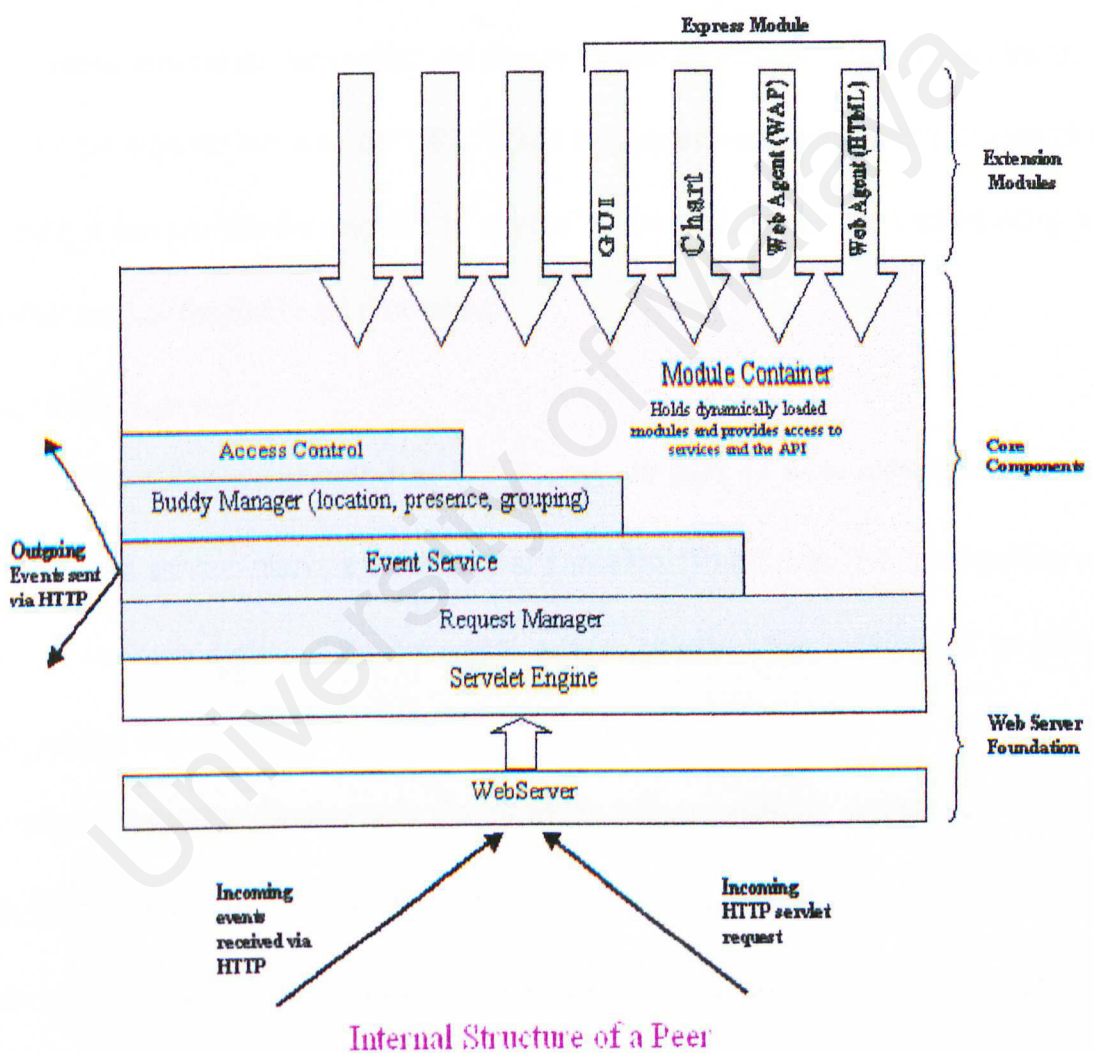 Express Module
GUI
Chart
Web Agent (WAP)
Web Agent (HTML)
Extension
Modules
Module Container
Holds dynamically loaded
modules and provides access to
services and the API
Access Control
Buddy Manager (location, presence, grouping)
Event Service
Request Manager
Servelet Engine
WebServer
Core
Components
Outgoing
Events sent
via HTTP
Web Server
Foundation
Incoming
events
received via
HTTP
Incoming
HTTP servlet
request
Internal Structure of a Peer
University of Malaya